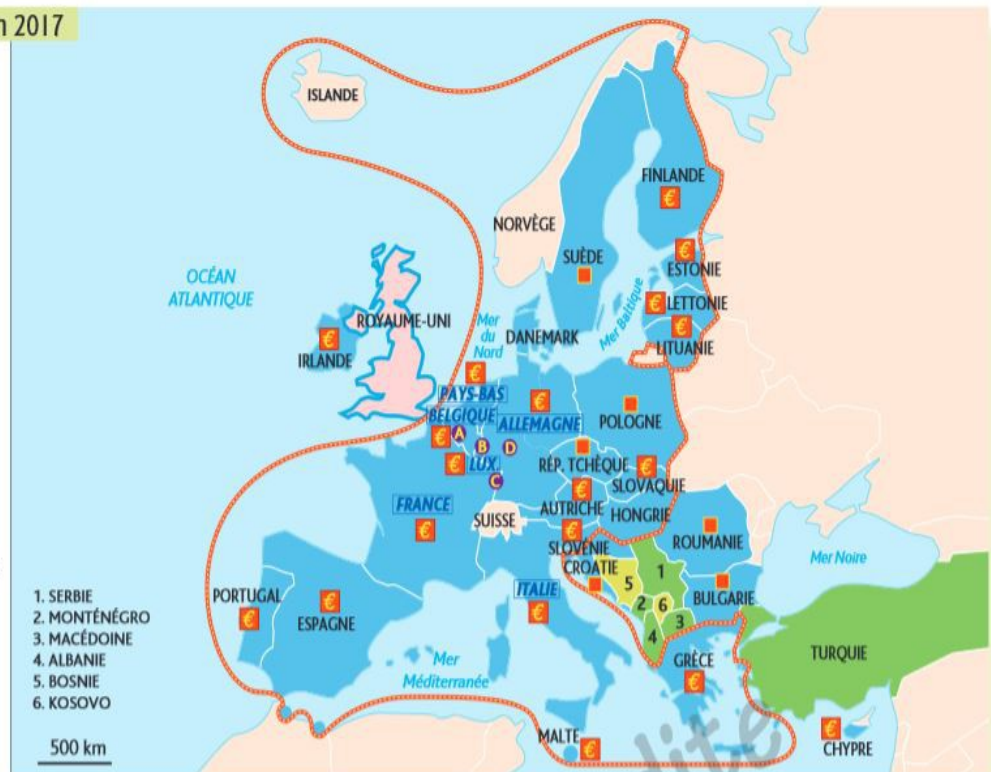 n 2017
ISLANDE
FINLANDE
€
NORVÈGE
SUÈDE
€
ESTONIE
OCÉAN
ATLANTIQUE
Mer Baltique
€ LETTONIE
€
LITUANIE
ROYAUME-UNI
€
IRLANDE
Mer
du
Nord
DANEMARK
€
PAYS-BAS
BELGIQUE
€
ALLEMAGNE
POLOGNE
€ A
B
D
€ LUX.
C
RÉP. TCHÈQUE
€
SLOVAQUIE
€
AUTRICHE
HONGRIE
FRANCE
€
SUISSE
€
SLOVÉNIE
CROATIE
ROUMANIE
Mer Noire
1
5
2
6
3
4
BULGARIE
ITALIE
€
PORTUGAL
€
€
ESPAGNE
TURQUIE
Mer
Méditerranée
GRÈCE
€
MALTE
€
€
CHYPRE
1. SERBIE
2. MONTÉNÉGRO
3. MACÉDOINE
4. ALBANIE
5. BOSNIE
6. KOSOVO
500 km
dite